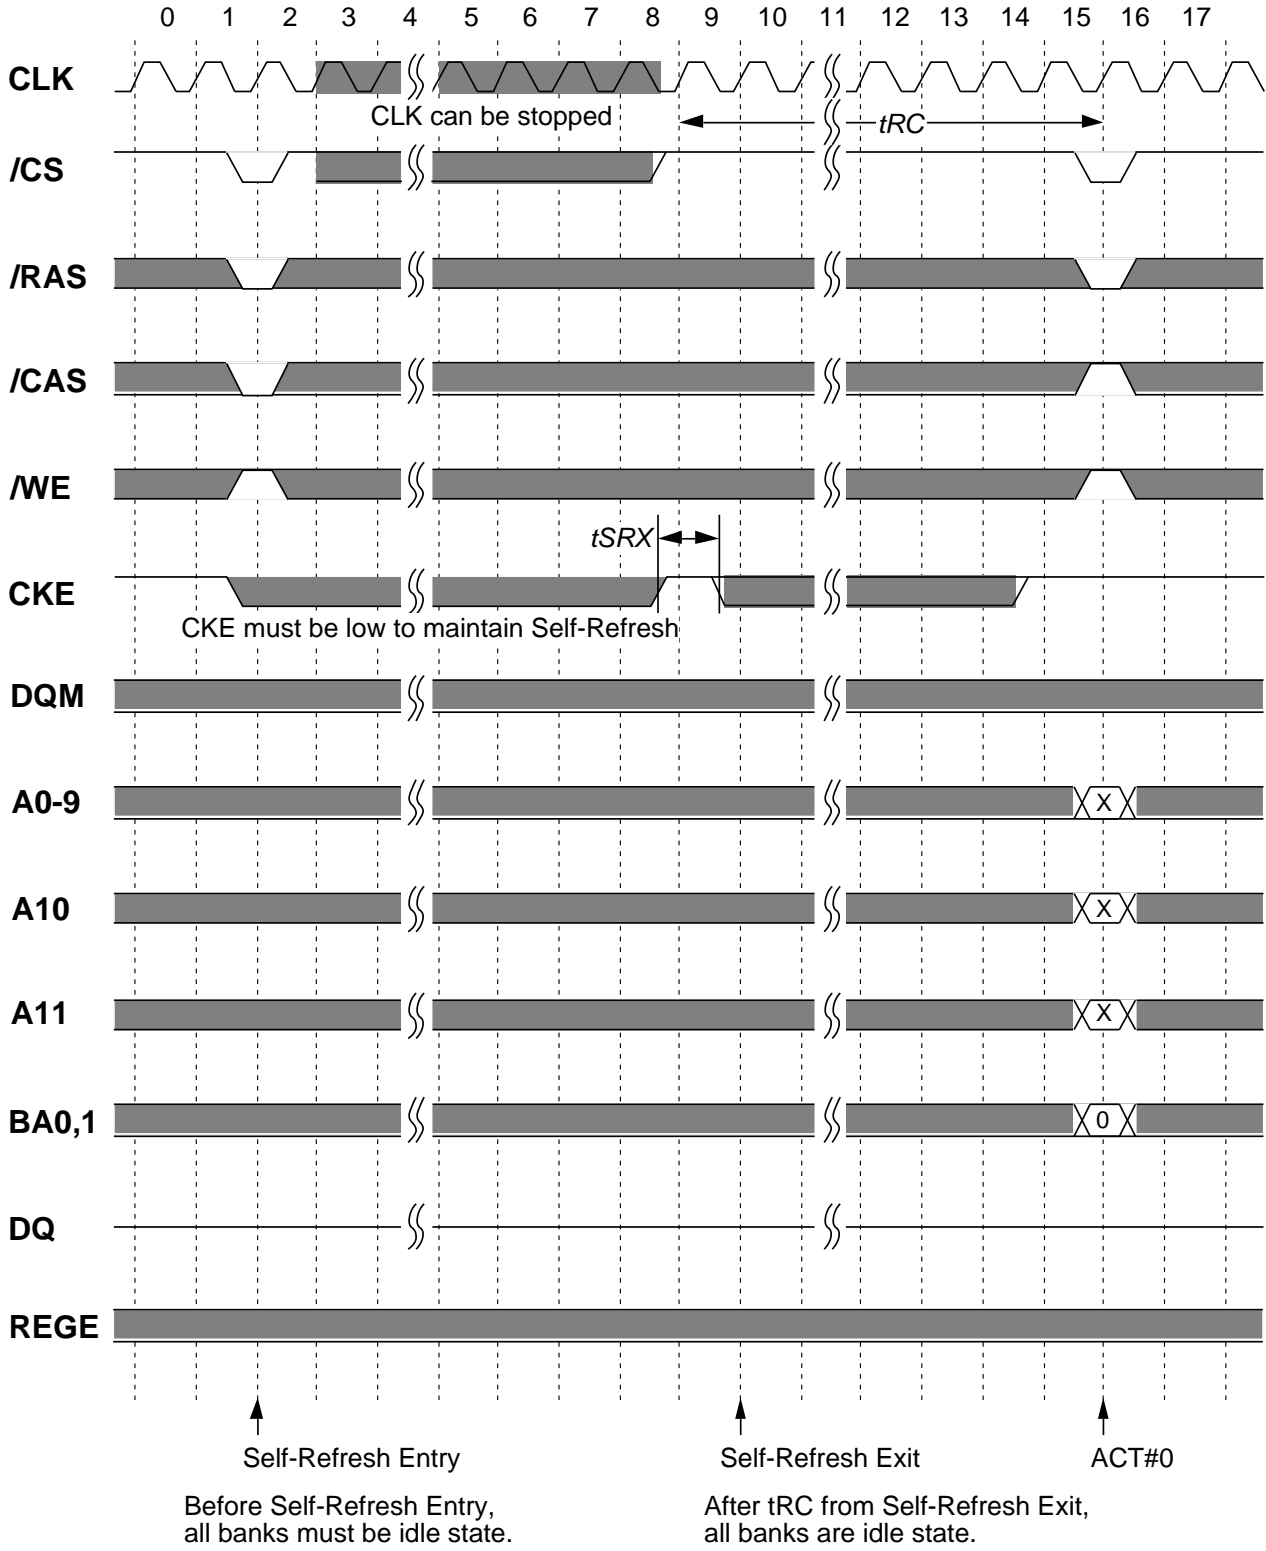 0 1 2 3 4 5 6 7 8 9 10 11 12 13 14 15 16 17
CLK
CLK can be stopped
tRC
/CS
/RAS
/CAS
/WE
tSRX
CKE
CKE must be low to maintain Self-Refresh
DQM
A0-9
X
A10
X
A11
X
BA0,1
0
DQ
REGE
Self-Refresh Entry
Self-Refresh Exit
ACT#0
Before Self-Refresh Entry,
all banks must be idle state.
After tRC from Self-Refresh Exit,
all banks are idle state.